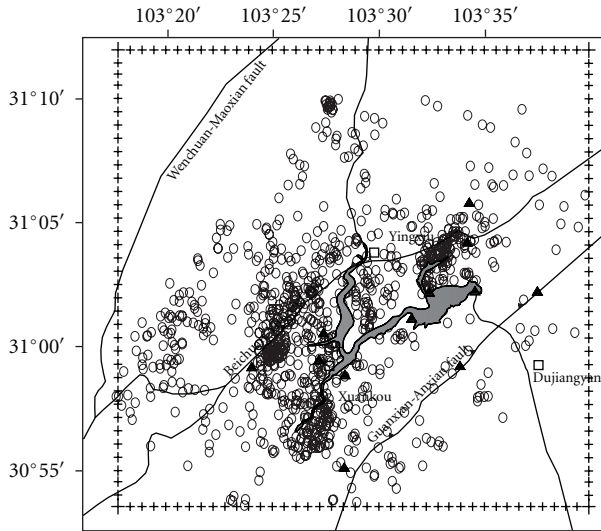 103°20′ 103°25′ 103°30′ 103°35′
31°10′
Wenchuan-Maoxian fault
31°05′
Yingxiu
31°00′
Beichuan
Dujiangyan
Xuankou
Guanxian-Anxian fault
30°55′